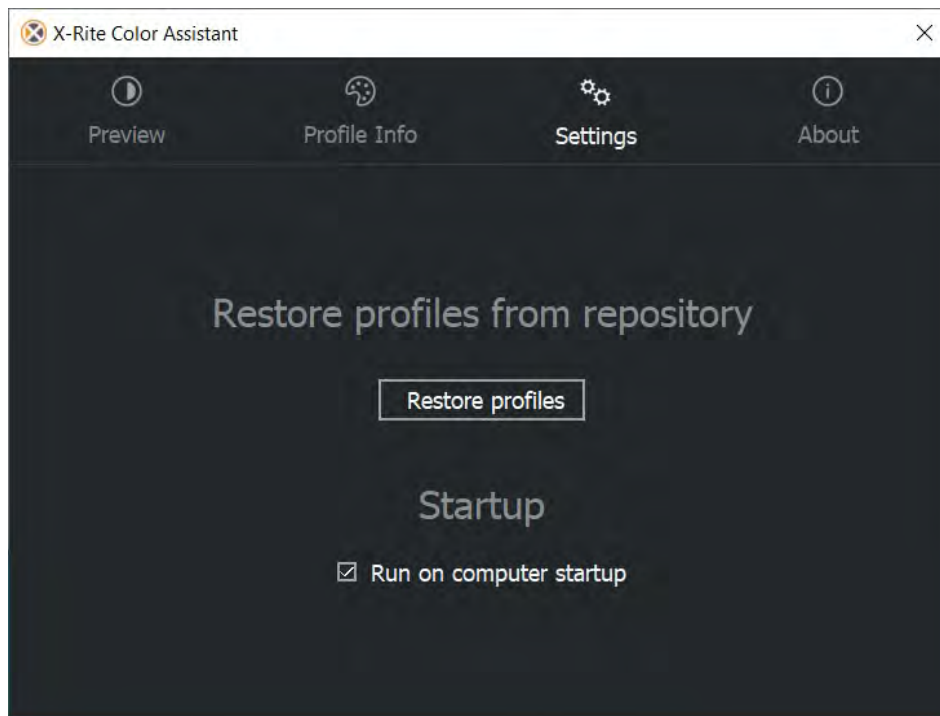 X-Rite Color Assistant
Preview
Profile Info
Settings
About
Restore profiles from repository
Restore profiles
Startup
Run on computer startup